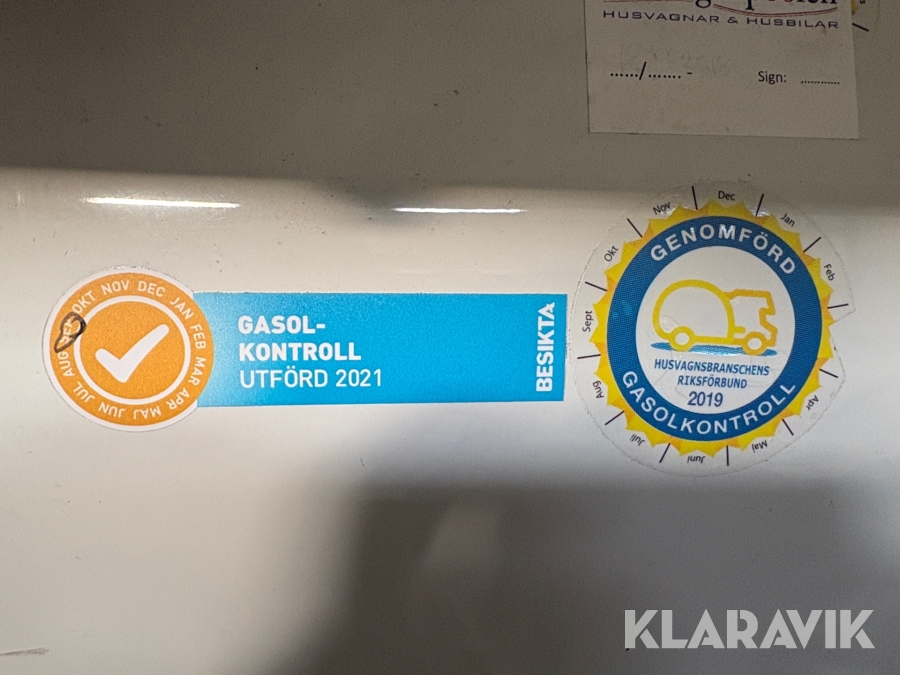 HUSVAGNAR & HUSBILAR
....../....... - Sign: ............
OKT NOV DEC JAN FEB MAR APR MAJ JUN JUL AUG
GASOL-
KONTROLL
UTFÖRD 2021
BESIKTA
Dec
Jan
Feb
Apr
Maj
Juni
Juli
Aug
Sept
Okt
Nov
GENOMFÖRD
HUSVAGNSBRANSCHENS
RIKSFÖRBUND
2019
GASOLKONTROLL
KLARAVIK